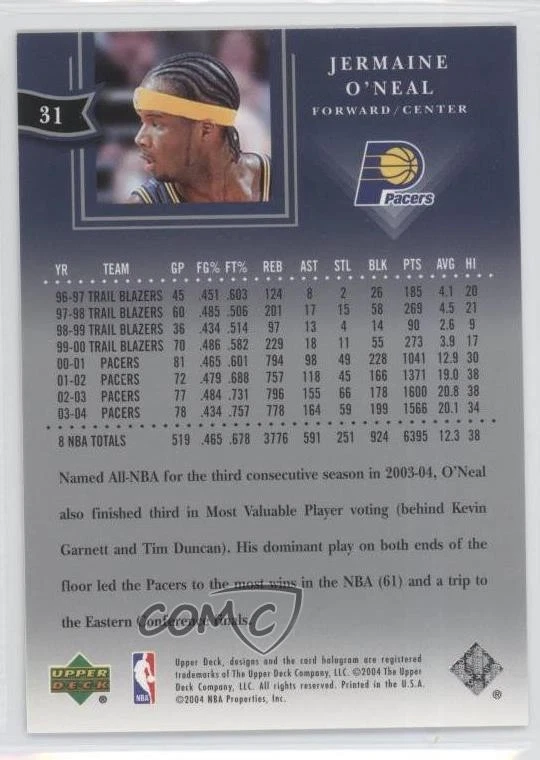 31
JERMAINE
O'NEAL
FORWARD/CENTER
Pacers
YR TEAM GP FG% FT% REB AST STL BLK PTS AVG HI
96-97 TRAIL BLAZERS 45 .451 .603 124 8 2 26 185 4.1 20
97-98 TRAIL BLAZERS 60 .485 .506 201 17 15 58 269 4.5 21
98-99 TRAIL BLAZERS 36 .434 .514 97 13 4 14 90 2.6 9
99-00 TRAIL BLAZERS 70 .486 .582 229 18 11 55 273 3.9 17
00-01 PACERS 81 .465 .601 794 98 49 228 1041 12.9 30
01-02 PACERS 72 .479 .688 757 118 45 166 1371 19.0 38
02-03 PACERS 77 .484 .731 796 155 66 178 1600 20.8 38
03-04 PACERS 78 .434 .757 778 164 59 199 1566 20.1 34
8 NBA TOTALS 519 .465 .678 3776 591 251 924 6395 12.3 38
Named All-NBA for the third consecutive season in 2003-04, O'Neal
also finished third in Most Valuable Player voting (behind Kevin
Garnett and Tim Duncan). His dominant play on both ends of the
floor led the Pacers to the most wins in the NBA (61) and a trip to
the Eastern Conference finals.
COMC
UPPER
DECK
®
NBA
Upper Deck, designs and the card hologram are registered
trademarks of The Upper Deck Company, LLC. ©2004 The Upper
Deck Company, LLC. All rights reserved. Printed in the U.S.A.
©2004 NBA Properties, Inc.
®